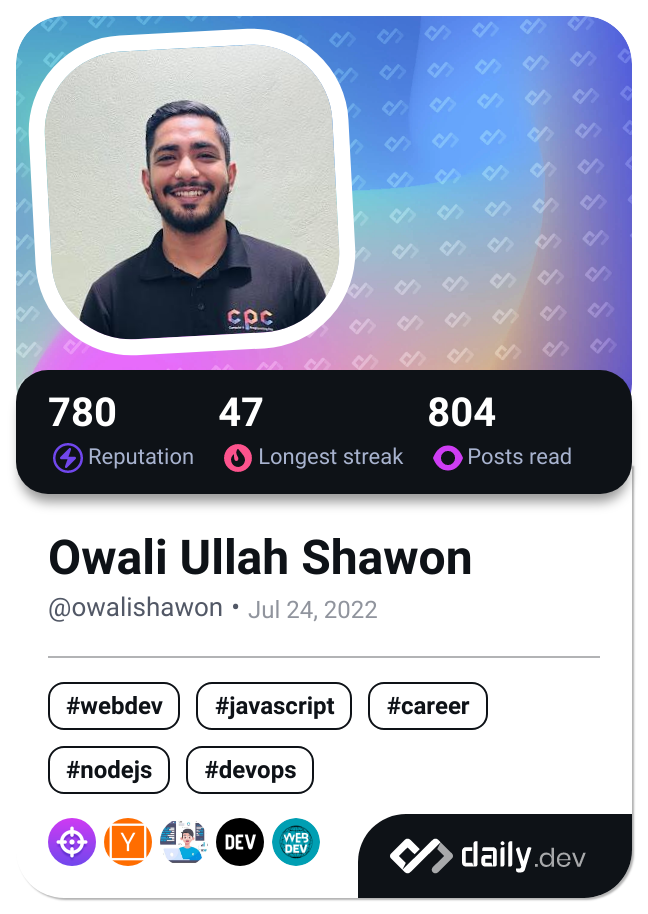 cpc
780 47 804
Reputation Longest streak Posts read
Owali Ullah Shawon
@owalishawon • Jul 24, 2022
#webdev #javascript #career
#nodejs #devops
Y DEV WEB DEV
daily.dev